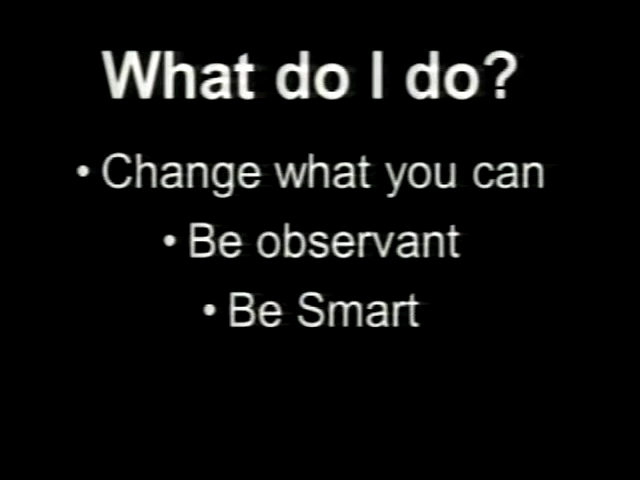 What do I do?
• Change what you can
• Be observant
• Be Smart